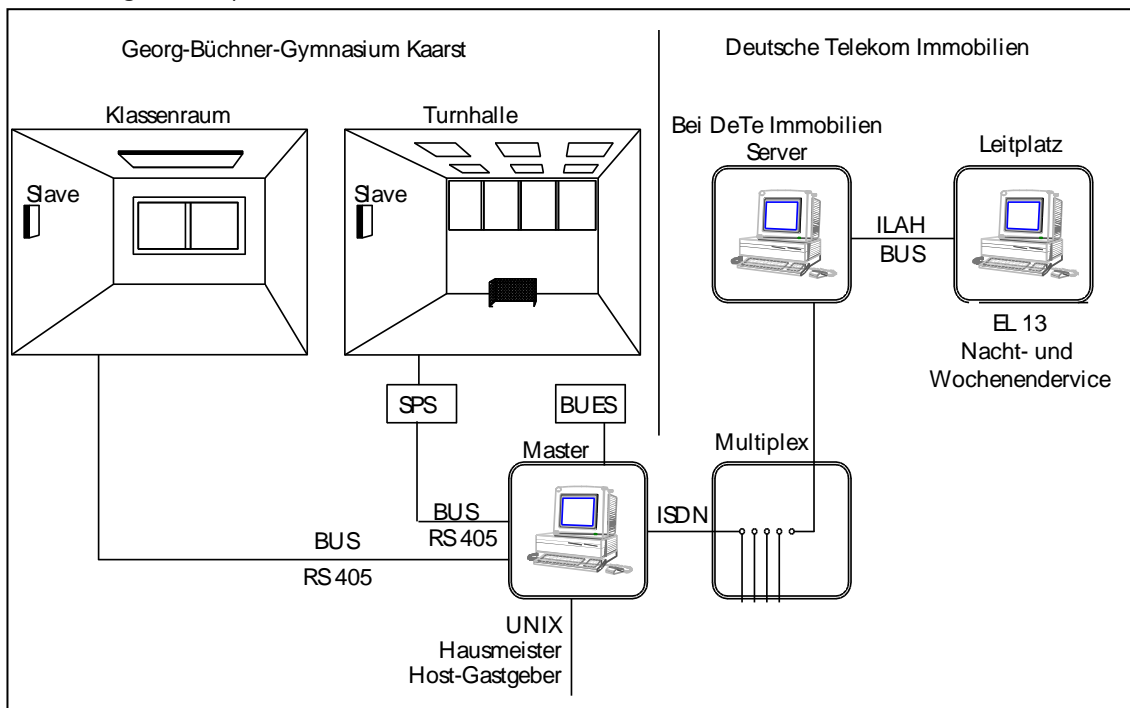 Georg-Büchner-Gymnasium Kaarst
Deutsche Telekom Immobilien
Klassenraum
Turnhalle
Bei DeTe Immobilien
Server
Leitplatz
Slave
Slave
ILAH
BUS
EL 13
Nacht- und
Wochenendervice
SPS
BUES
Master
Multiplex
ISDN
BUS
RS 405
BUS
RS 405
UNIX
Hausmeister
Host-Gastgeber